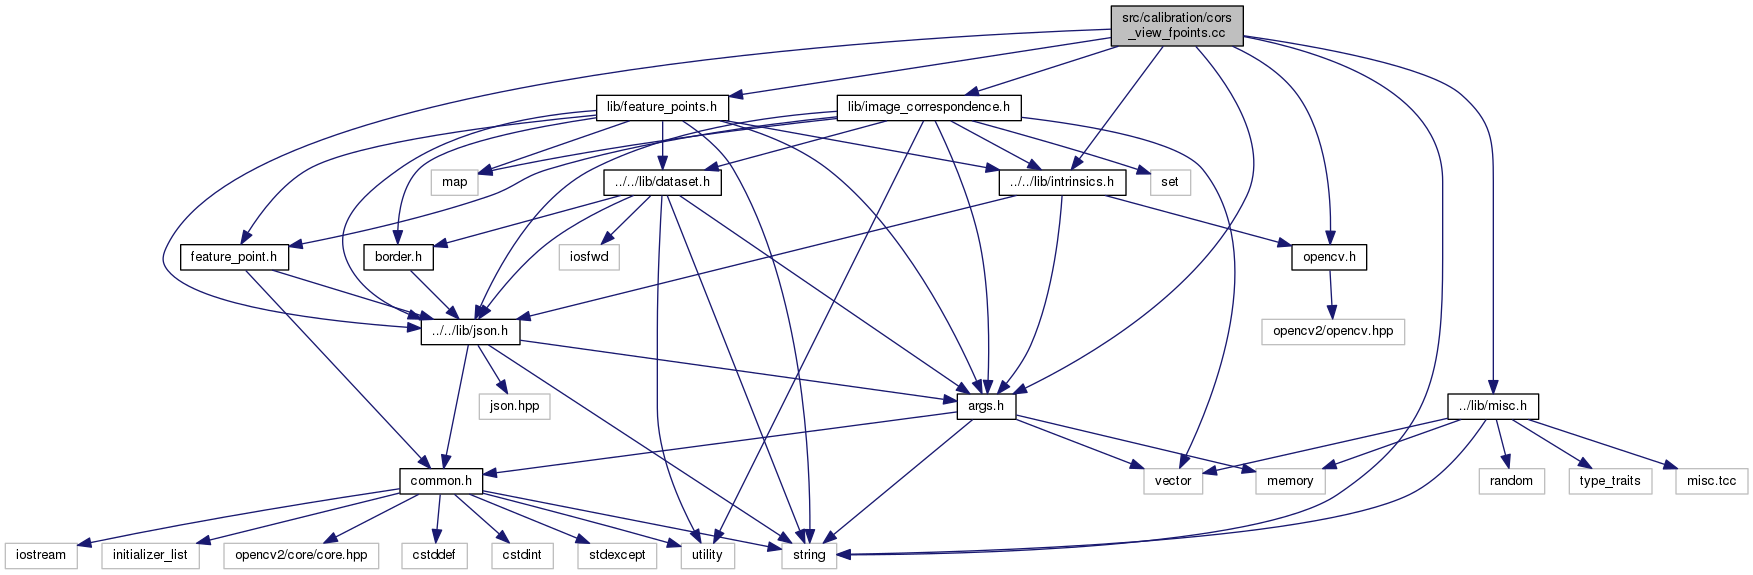 src/calibration/cors
_view_fpoints.cc
lib/feature_points.h
lib/image_correspondence.h
map
../../lib/dataset.h
../../lib/intrinsics.h
set
feature_point.h
border.h
iosfwd
opencv.h
../../lib/json.h
opencv2/opencv.hpp
json.hpp
args.h
../lib/misc.h
common.h
vector
memory
random
type_traits
misc.tcc
iostream
initializer_list
opencv2/core/core.hpp
cstddef
cstdint
stdexcept
utility
string